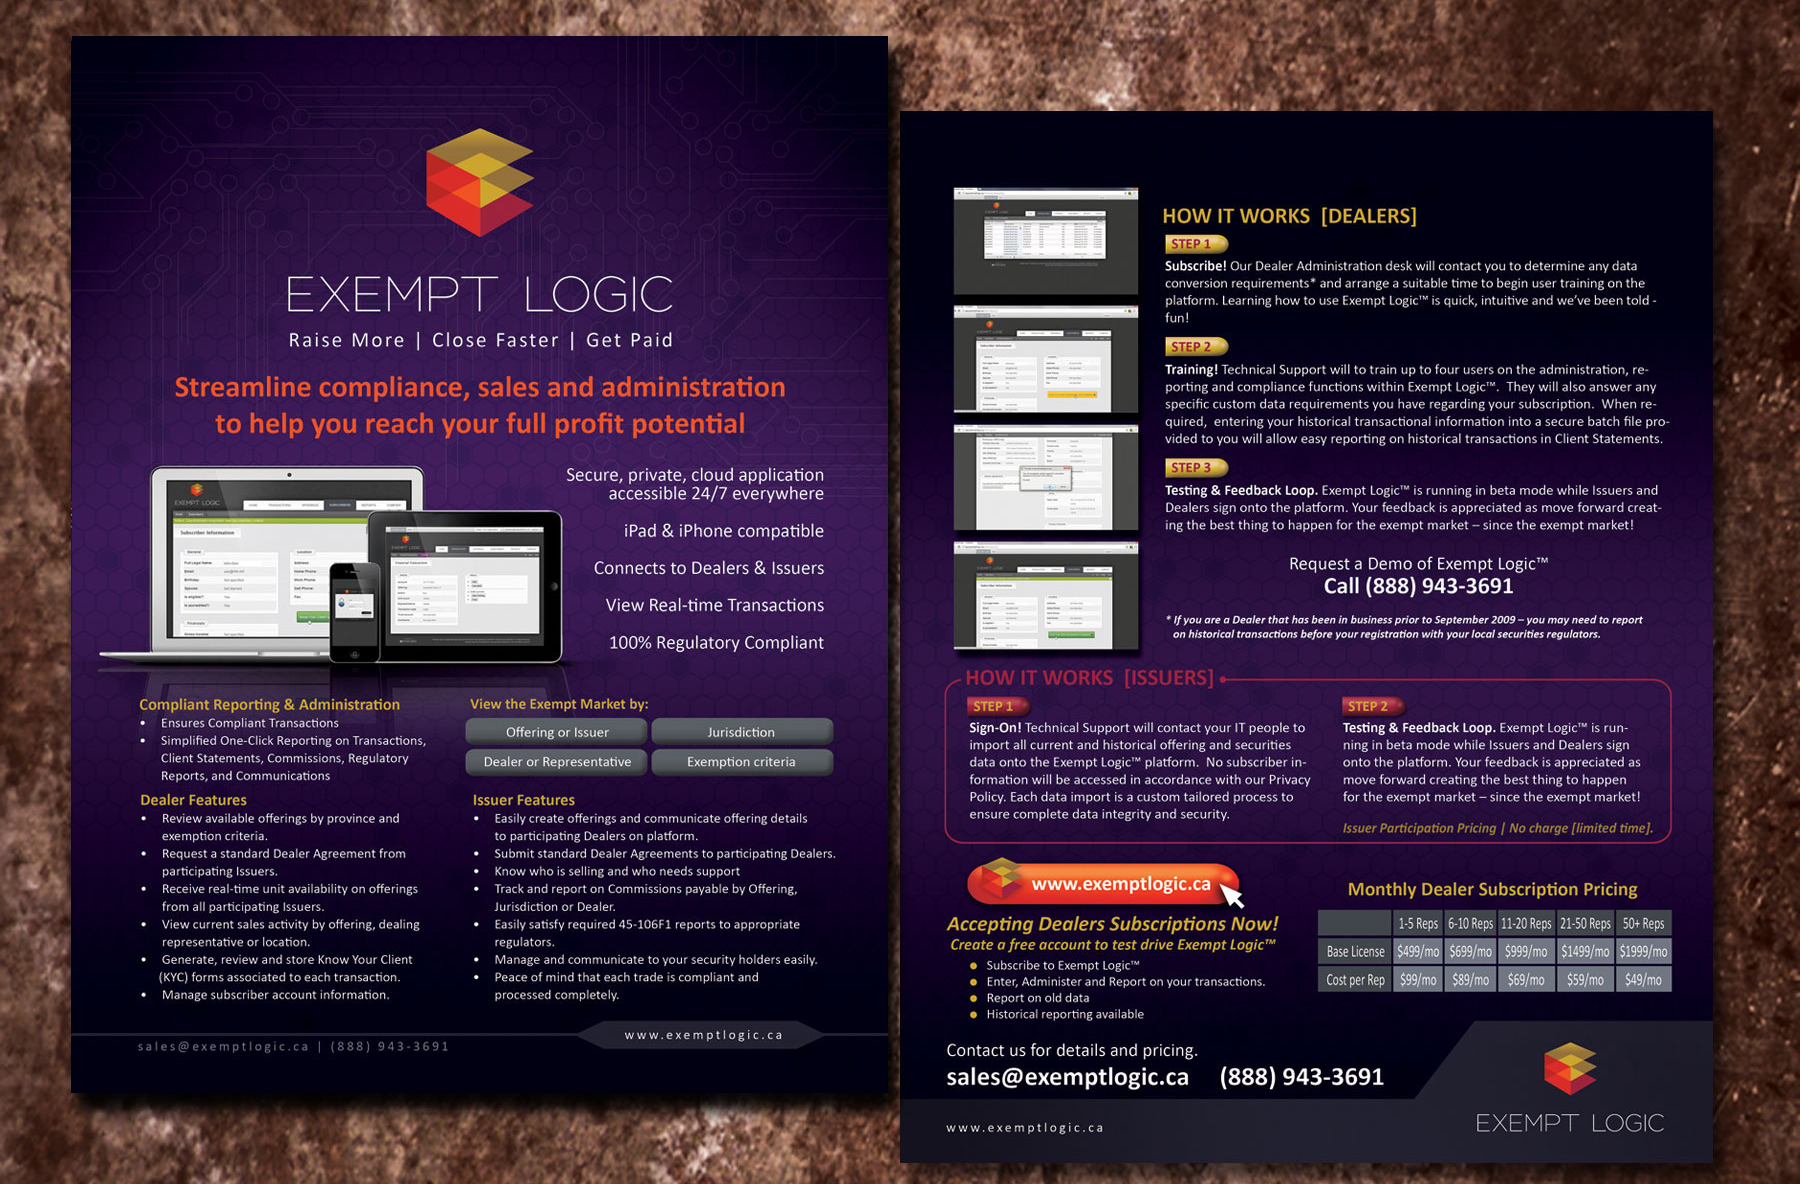 EXEMPT LOGIC
Raise More | Close Faster | Get Paid
Streamline compliance, sales and administration
to help you reach your full profit potential
Secure, private, cloud application
accessible 24/7 everywhere
iPad & iPhone compatible
Connects to Dealers & Issuers
View Real-time Transactions
100% Regulatory Compliant
EXEMPT LOGIC
Subscriber Information
Compliant Reporting & Administration
• Ensures Compliant Transactions
• Simplified One-Click Reporting on Transactions,
Client Statements, Commissions, Regulatory
Reports, and Communications
View the Exempt Market by:
Offering or Issuer
Jurisdiction
Dealer or Representative
Exemption criteria
Dealer Features
• Review available offerings by province and
exemption criteria.
• Request a standard Dealer Agreement from
participating Issuers.
• Receive real-time unit availability on offerings
from all participating Issuers.
• View current sales activity by offering, dealing
representative or location.
• Generate, review and store Know Your Client
(KYC) forms associated to each transaction.
• Manage subscriber account information.
Issuer Features
• Easily create offerings and communicate offering details
to participating Dealers on platform.
• Submit standard Dealer Agreements to participating Dealers.
• Know who is selling and who needs support
• Track and report on Commissions payable by Offering,
Jurisdiction or Dealer.
• Easily satisfy required 45-106F1 reports to appropriate
regulators.
• Manage and communicate to your security holders easily.
• Peace of mind that each trade is compliant and
processed completely.
sales@exemptlogic.ca | (888) 943-3691
www.exemptlogic.ca
HOW IT WORKS [DEALERS]
STEP 1
Subscribe! Our Dealer Administration desk will contact you to determine any data
conversion requirements* and arrange a suitable time to begin user training on the
platform. Learning how to use Exempt Logic™ is quick, intuitive and we've been told -
fun!
STEP 2
Training! Technical Support will to train up to four users on the administration, re-
porting and compliance functions within Exempt Logic™. They will also answer any
specific custom data requirements you have regarding your subscription. When re-
quired, entering your historical transactional information into a secure batch file pro-
vided to you will allow easy reporting on historical transactions in Client Statements.
STEP 3
Testing & Feedback Loop. Exempt Logic™ is running in beta mode while Issuers and
Dealers sign onto the platform. Your feedback is appreciated as move forward creat-
ing the best thing to happen for the exempt market – since the exempt market!
Request a Demo of Exempt Logic™
Call (888) 943-3691
* If you are a Dealer that has been in business prior to September 2009 – you may need to report
on historical transactions before your registration with your local securities regulators.
HOW IT WORKS [ISSUERS]
STEP 1
Sign-On! Technical Support will contact your IT people to
import all current and historical offering and securities
data onto the Exempt Logic™ platform. No subscriber in-
formation will be accessed in accordance with our Privacy
Policy. Each data import is a custom tailored process to
ensure complete data integrity and security.
STEP 2
Testing & Feedback Loop. Exempt Logic™ is run-
ning in beta mode while Issuers and Dealers sign
onto the platform. Your feedback is appreciated as
move forward creating the best thing to happen
for the exempt market – since the exempt market!
Issuer Participation Pricing | No charge [limited time].
www.exemptlogic.ca
Accepting Dealers Subscriptions Now!
Create a free account to test drive Exempt Logic™
Subscribe to Exempt Logic™
Enter, Administer and Report on your transactions.
Report on old data
Historical reporting available
Monthly Dealer Subscription Pricing
1-5 Reps 6-10 Reps 11-20 Reps 21-50 Reps 50+ Reps
Base License $499/mo $699/mo $999/mo $1499/mo $1999/mo
Cost per Rep $99/mo $89/mo $69/mo $59/mo $49/mo
Contact us for details and pricing.
sales@exemptlogic.ca (888) 943-3691
www.exemptlogic.ca
EXEMPT LOGIC